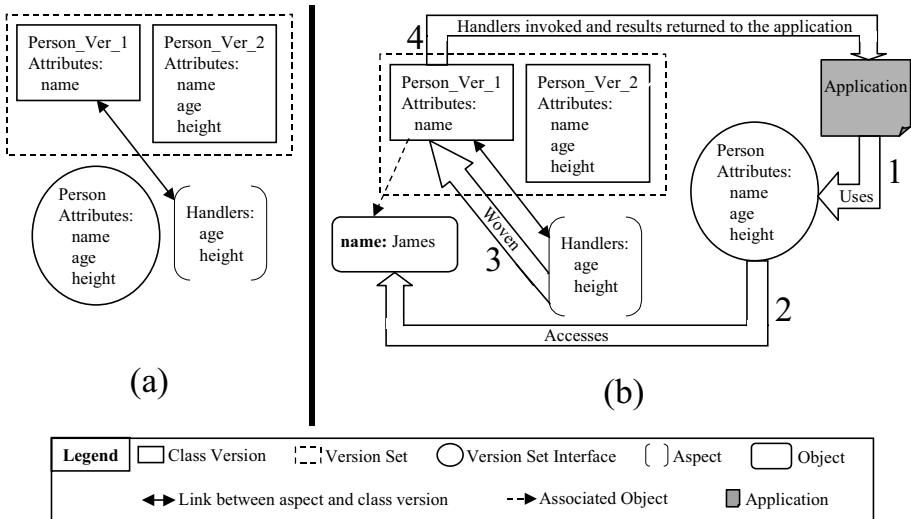 Person_Ver_1
Attributes:
name
Person_Ver_2
Attributes:
name
age
height
Person
Attributes:
name
age
height
Handlers:
age
height
(a)
4
Handlers invoked and results returned to the application
Person_Ver_1
Attributes:
name
Person_Ver_2
Attributes:
name
age
height
Application
1
Uses
Person
Attributes:
name
age
height
name: James
Woven
3
Handlers:
age
height
2
Accesses
(b)
Legend
Class Version
Version Set
Version Set Interface
Aspect
Object
Link between aspect and class version
Associated Object
Application